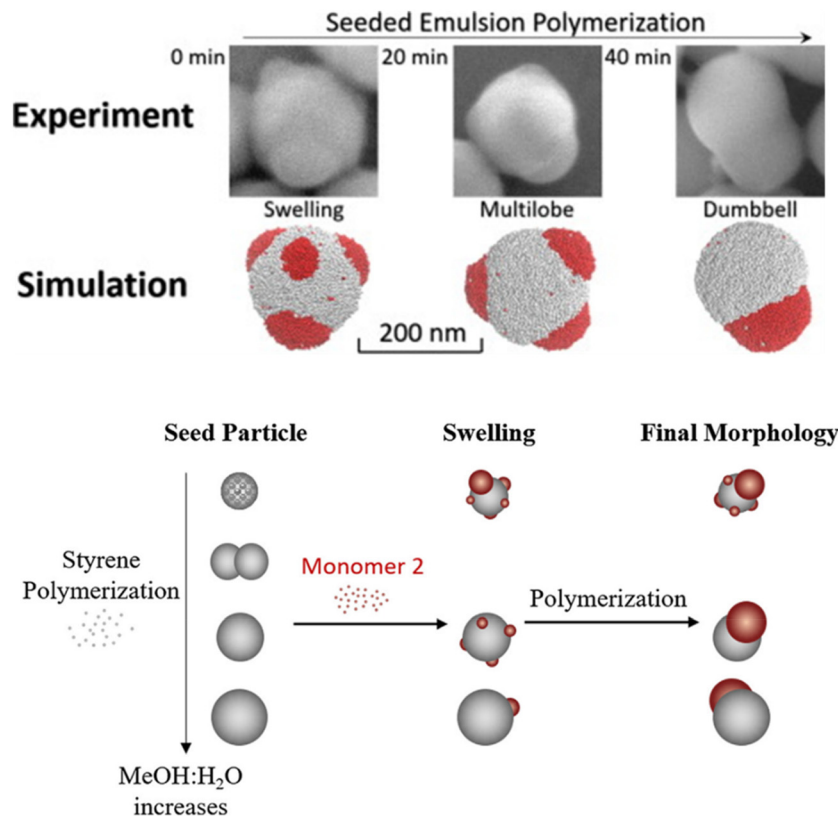 Seeded Emulsion Polymerization
0 min
20 min
40 min
Experiment
Swelling
Multilobe
Dumbbell
Simulation
200 nm
Seed Particle
Swelling
Final Morphology
Styrene
Polymerization
Monomer 2
Polymerization
MeOH:H₂O
increases